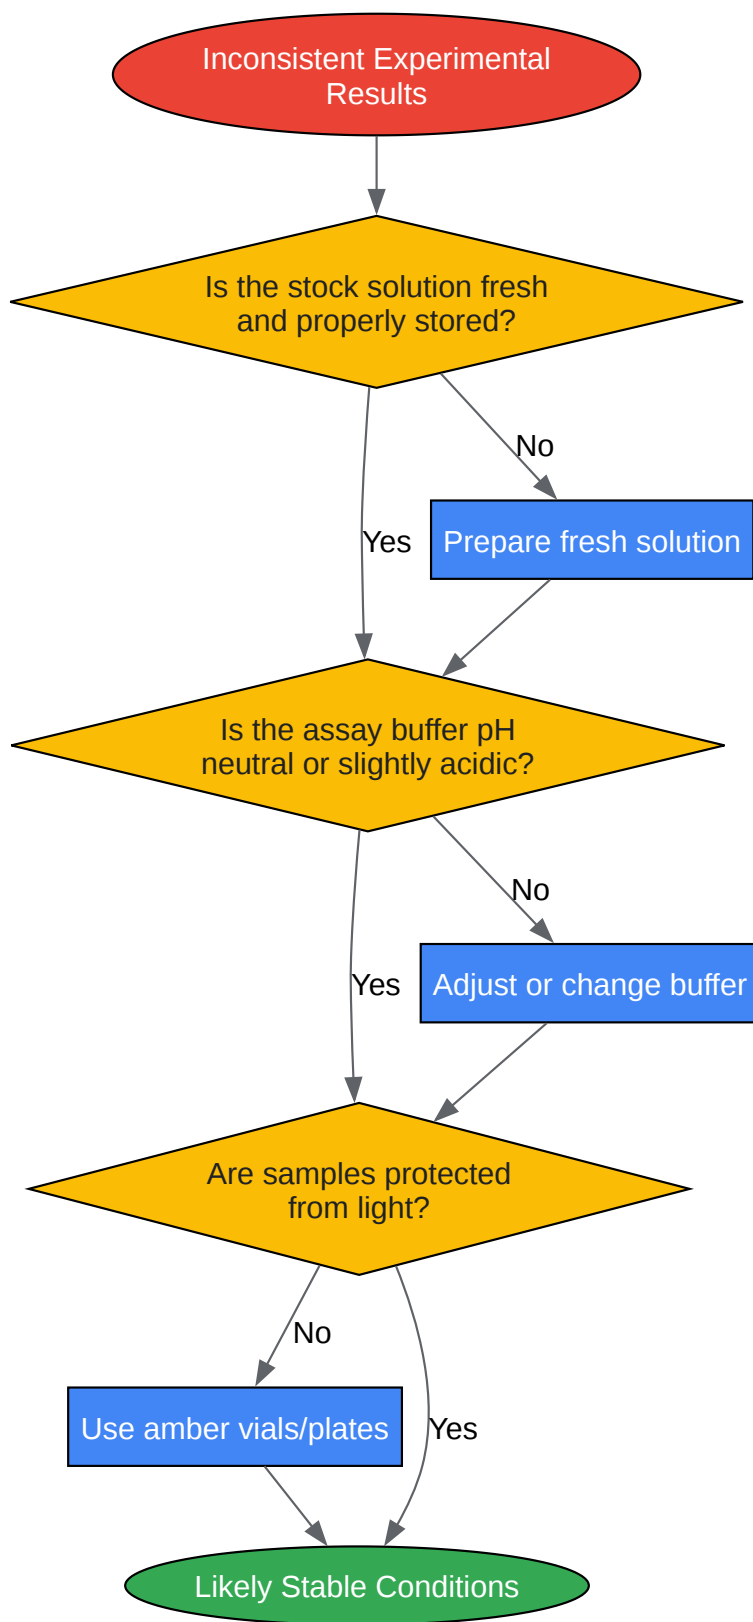 Inconsistent Experimental
Results
Is the stock solution fresh
and properly stored?
No
Yes
Prepare fresh solution
Is the assay buffer pH
neutral or slightly acidic?
No
Yes
Adjust or change buffer
Are samples protected
from light?
No
Use amber vials/plates
Yes
Likely Stable Conditions